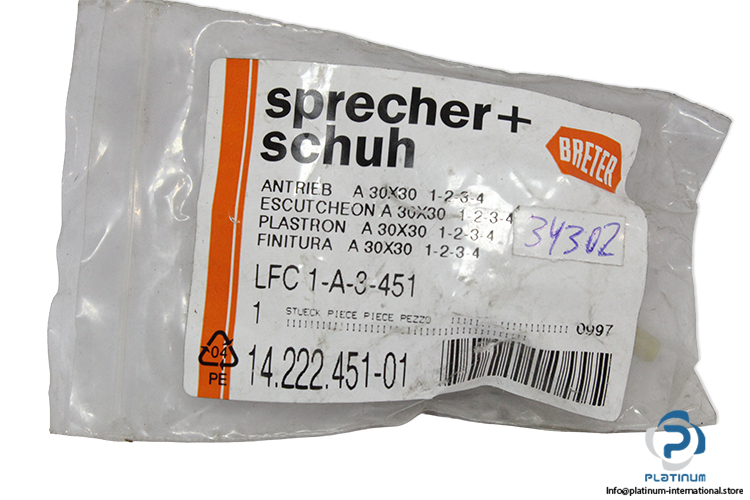 sprecher+
schuh
BRETER
ANTRIEB A 30X30 1-2-3-4
ESCUTCHEON A 30X30 1-2-3-4
PLASTRON A 30X30 1-2-3-4
FINITURA A 30X30 1-2-3-4
34302
LFC 1-A-3-451
1 STUECK PIECE PIECE PEZZO 0997
04
PE
14.222.451-01
PLATINUM
Info@platinum-international.store